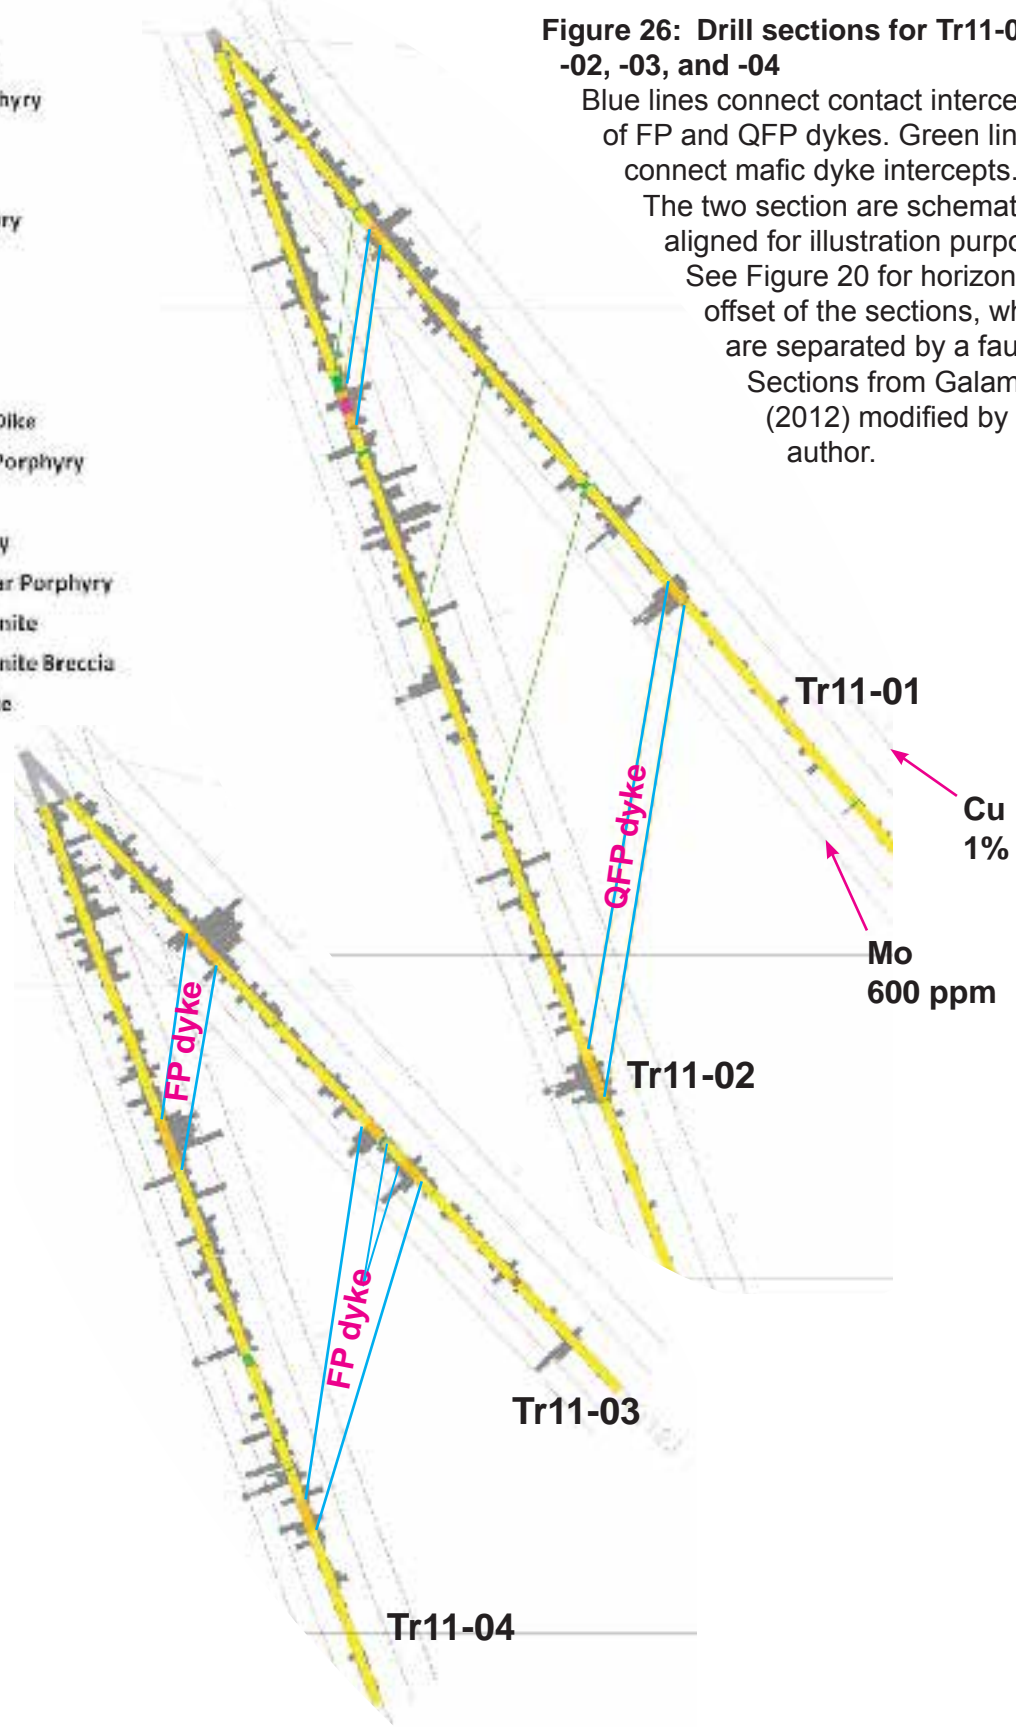 Figure 26: Drill sections for Tr11-0
-02, -03, and -04
Blue lines connect contact interce
of FP and QFP dykes. Green lin
connect mafic dyke intercepts.
The two section are schemat
aligned for illustration purpo
See Figure 20 for horizon
offset of the sections, wh
are separated by a fau
Sections from Galam
(2012) modified by
author.
hyry
ry
Dike
Porphyry
y
ar Porphyry
nite
nite Breccia
e
Tr11-01
Cu
1%
QFP dyke
Mo
600 ppm
FP dyke
Tr11-02
FP dyke
Tr11-03
Tr11-04